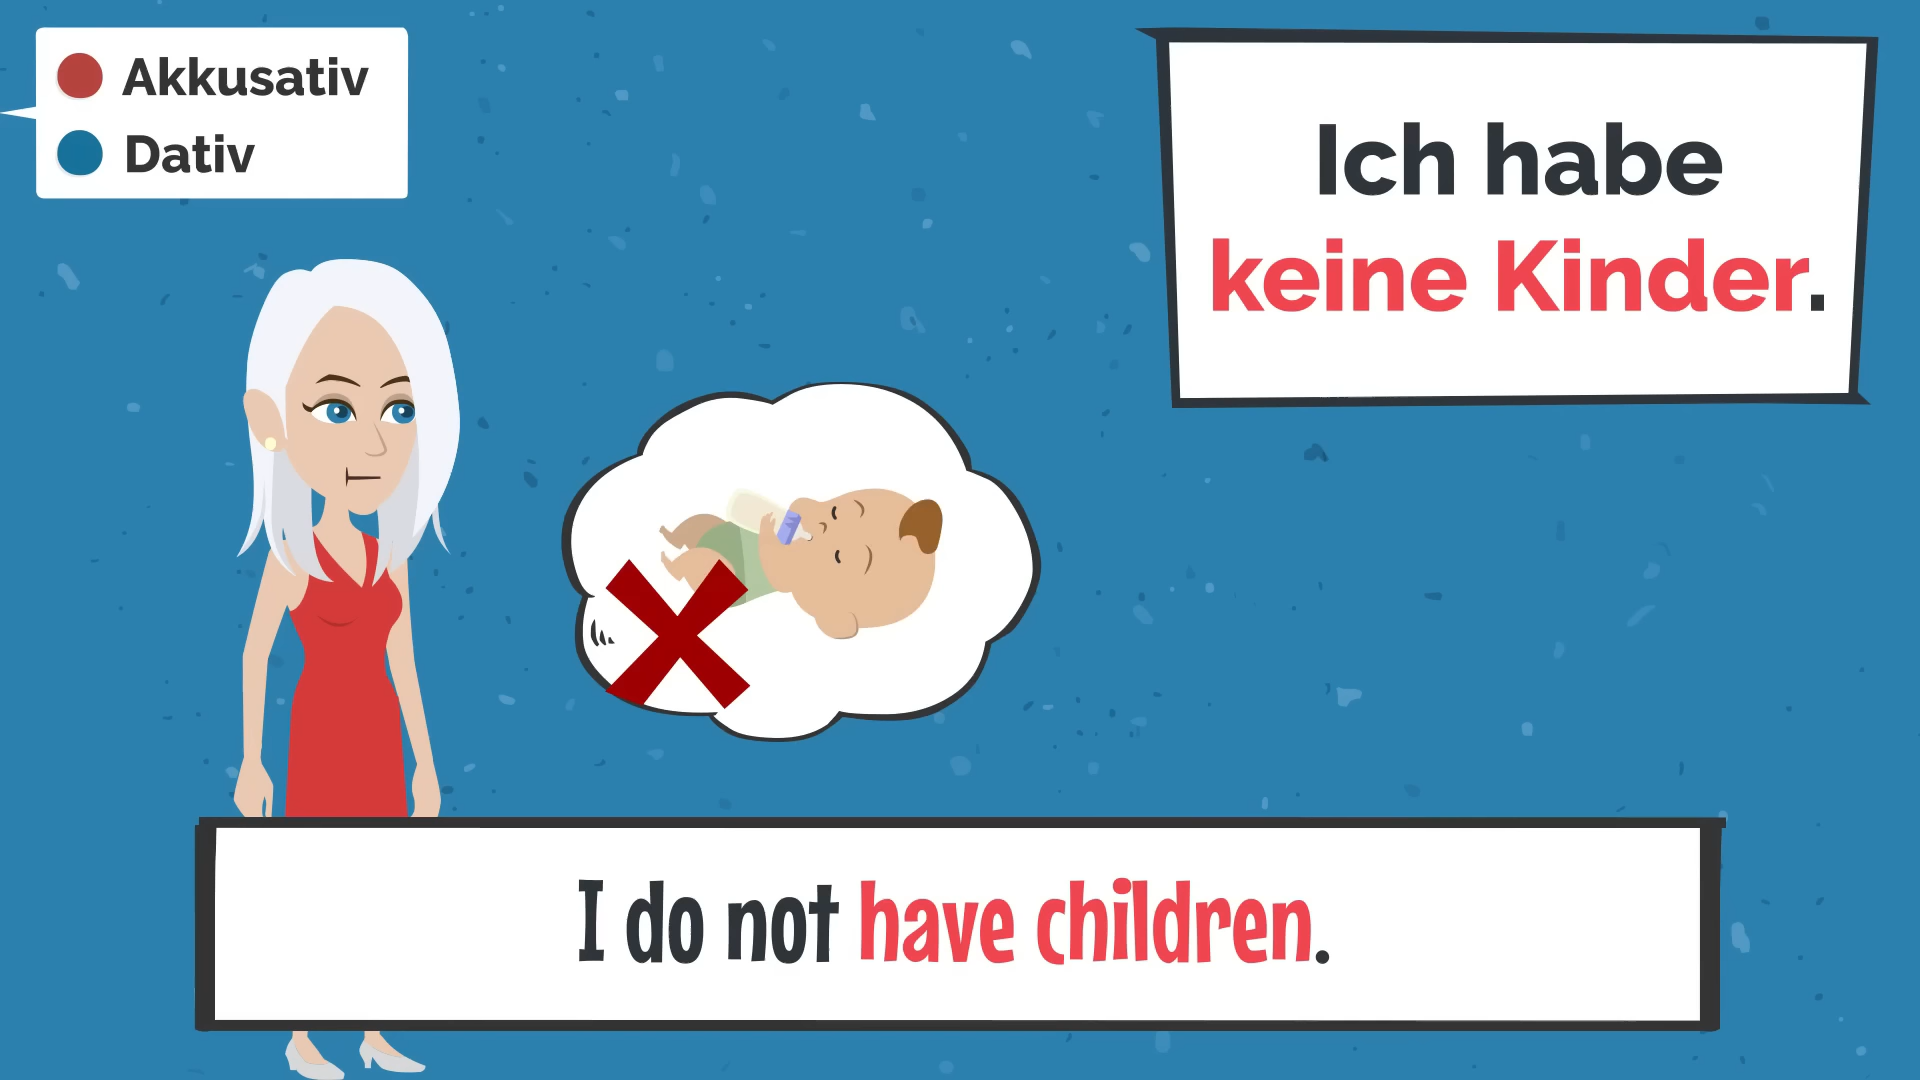 Akkusativ
Dativ
Ich habe
keine Kinder.
I do not have children.